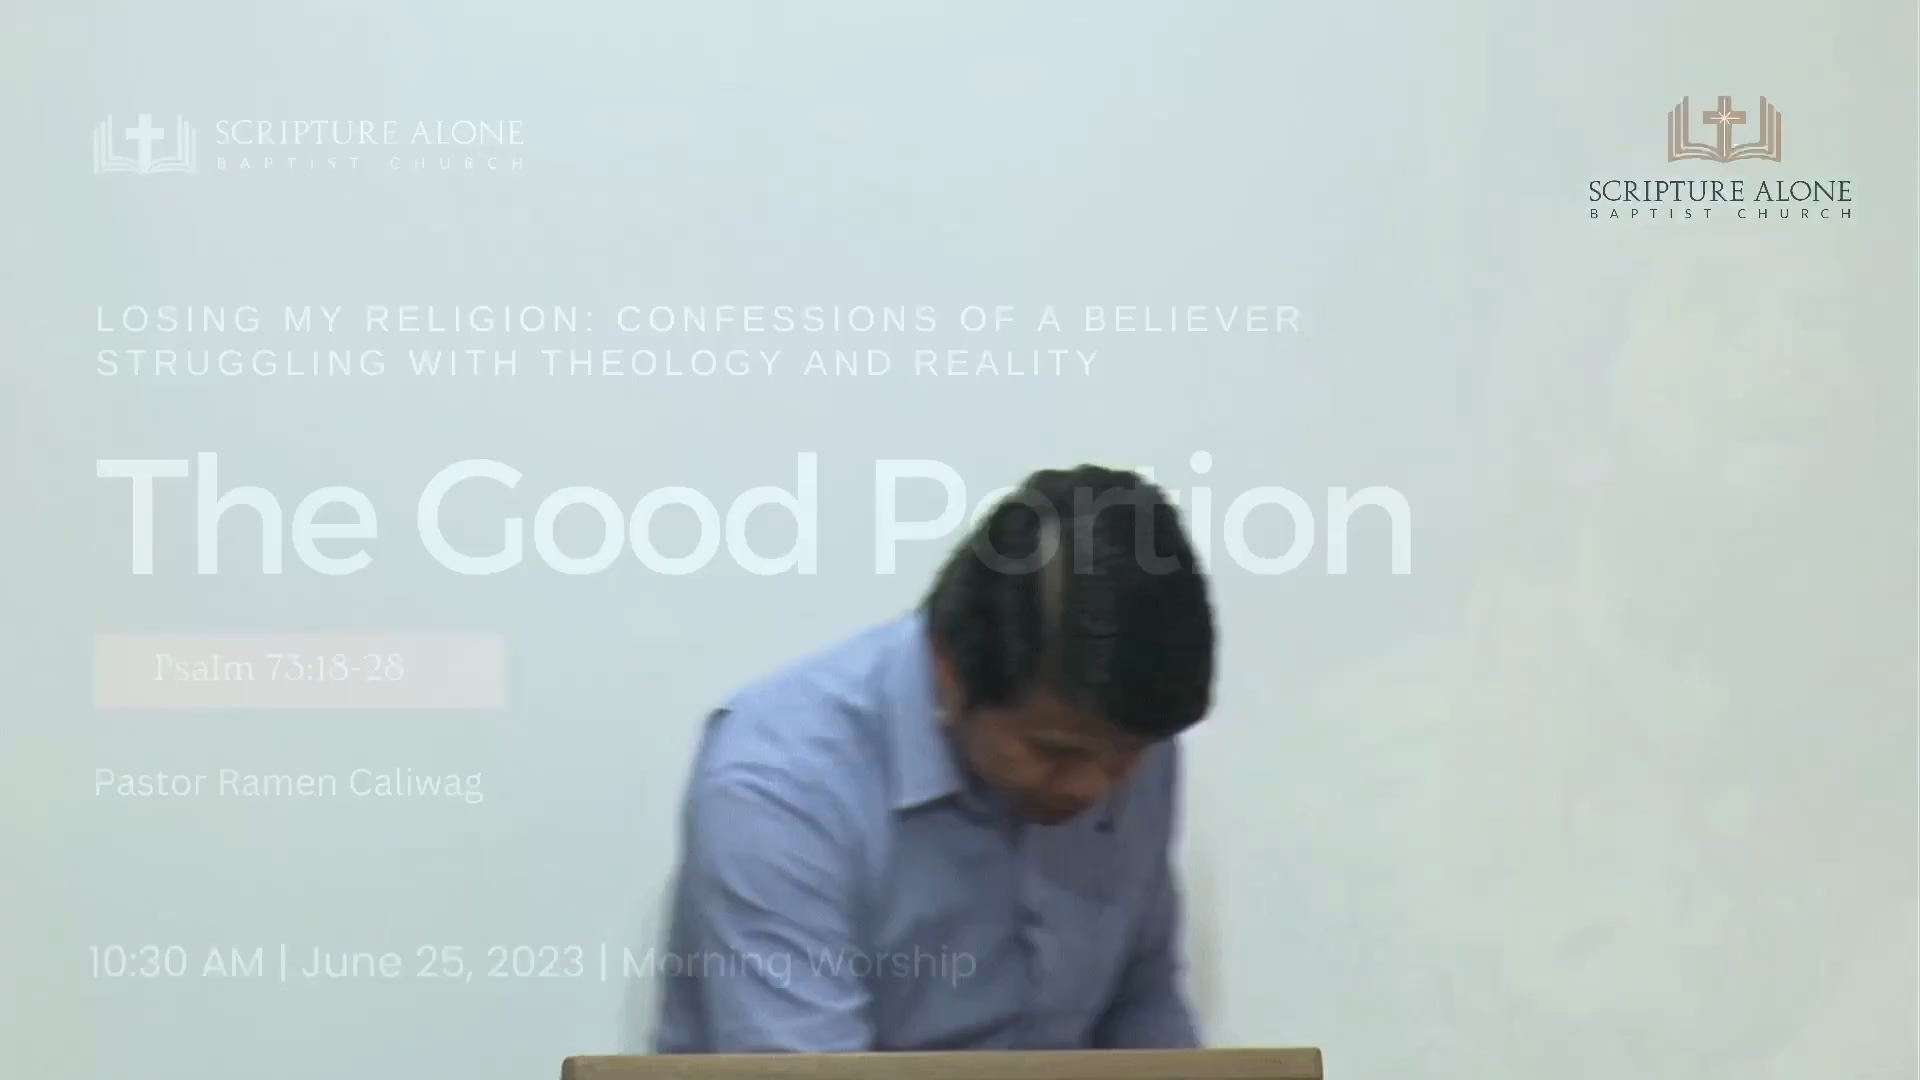 SCRIPTURE ALONE
BAPTIST CHURCH
SCRIPTURE ALONE
BAPTIST CHURCH
LOSING MY RELIGION: CONFESSIONS OF A BELIEVER
STRUGGLING WITH THEOLOGY AND REALITY
The Good Portion
Psalm 73:18-28
Pastor Ramen Caliwag
10:30 AM | June 25, 2023 | Morning Worship